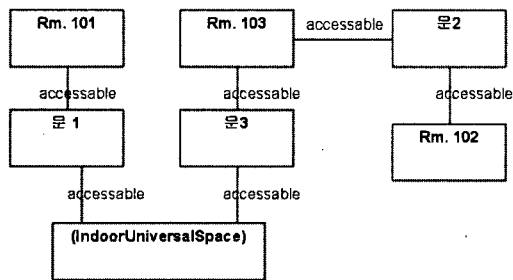 Rm. 101
Rm. 103
accessable
문2
accessable
accessable
accessable
문 1
문3
Rm. 102
accessable
accessable
(IndoorUniversalSpace)